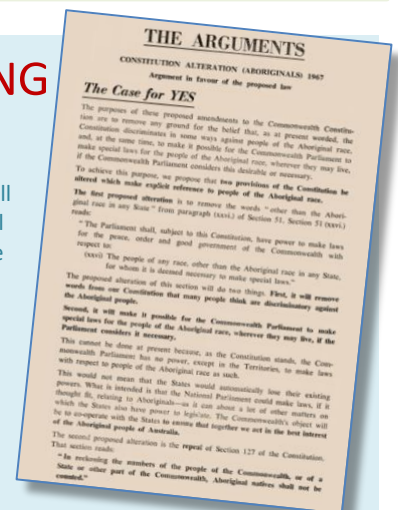 NG
ll
l
e
THE ARGUMENTS
CONSTITUTION ALTERATION (ABORIGINALS) 1967
Argument in favour of the proposed law
The Case for YES
The purposes of these proposed amendments to the Commonwealth Constitu-
tion are to remove any ground for the belief that, as at present worded, the
Constitution discriminates in some ways against people of the Aboriginal race,
and, at the same time, to make it possible for the Commonwealth Parliament to
make special laws for the people of the Aboriginal race, wherever they may live,
if the Commonwealth Parliament considers this desirable or necessary.
To achieve this purpose, we propose that two provisions of the Constitution be
altered which make explicit reference to people of the Aboriginal race.
The first proposed alteration is to remove the words "other than the Abori-
ginal race in any State" from paragraph (xxvi.) of Section 51. Section 51 (xxvi)
reads:
"The Parliament shall, subject to this Constitution, have power to make laws
for the peace, order and good government of the Commonwealth with
respect to:
(xxvi) The people of any race, other than the Aboriginal race in any State,
for whom it is deemed necessary to make special laws."
The proposed alteration of this section will do two things. First, it will remove
words from our Constitution that many people think are discriminatory against
the Aboriginal people.
Second, it will make it possible for the Commonwealth Parliament to make
special laws for the people of the Aboriginal race, wherever they may live, if the
Parliament considers it necessary.
This cannot be done at present because, as the Constitution stands, the Com-
monwealth Parliament has no power, except in the Territories, to make laws
with respect to people of the Aboriginal race as such.
This would not mean that the States would automatically lose their existing
powers. What is intended is that the National Parliament could make laws, if it
thought fit, relating to Aboriginals—as it can about a lot of other matters on
which the States also have power to legislate. The Commonwealth's object will
be to co-operate with the States to ensure that together we act in the best interest
of the Aboriginal people of Australia.
The second proposed alteration is the repeal of Section 127 of the Constitution.
That section reads:
"In reckoning the numbers of the people of the Commonwealth, or of a
State or other part of the Commonwealth, Aboriginal natives shall not be
counted."